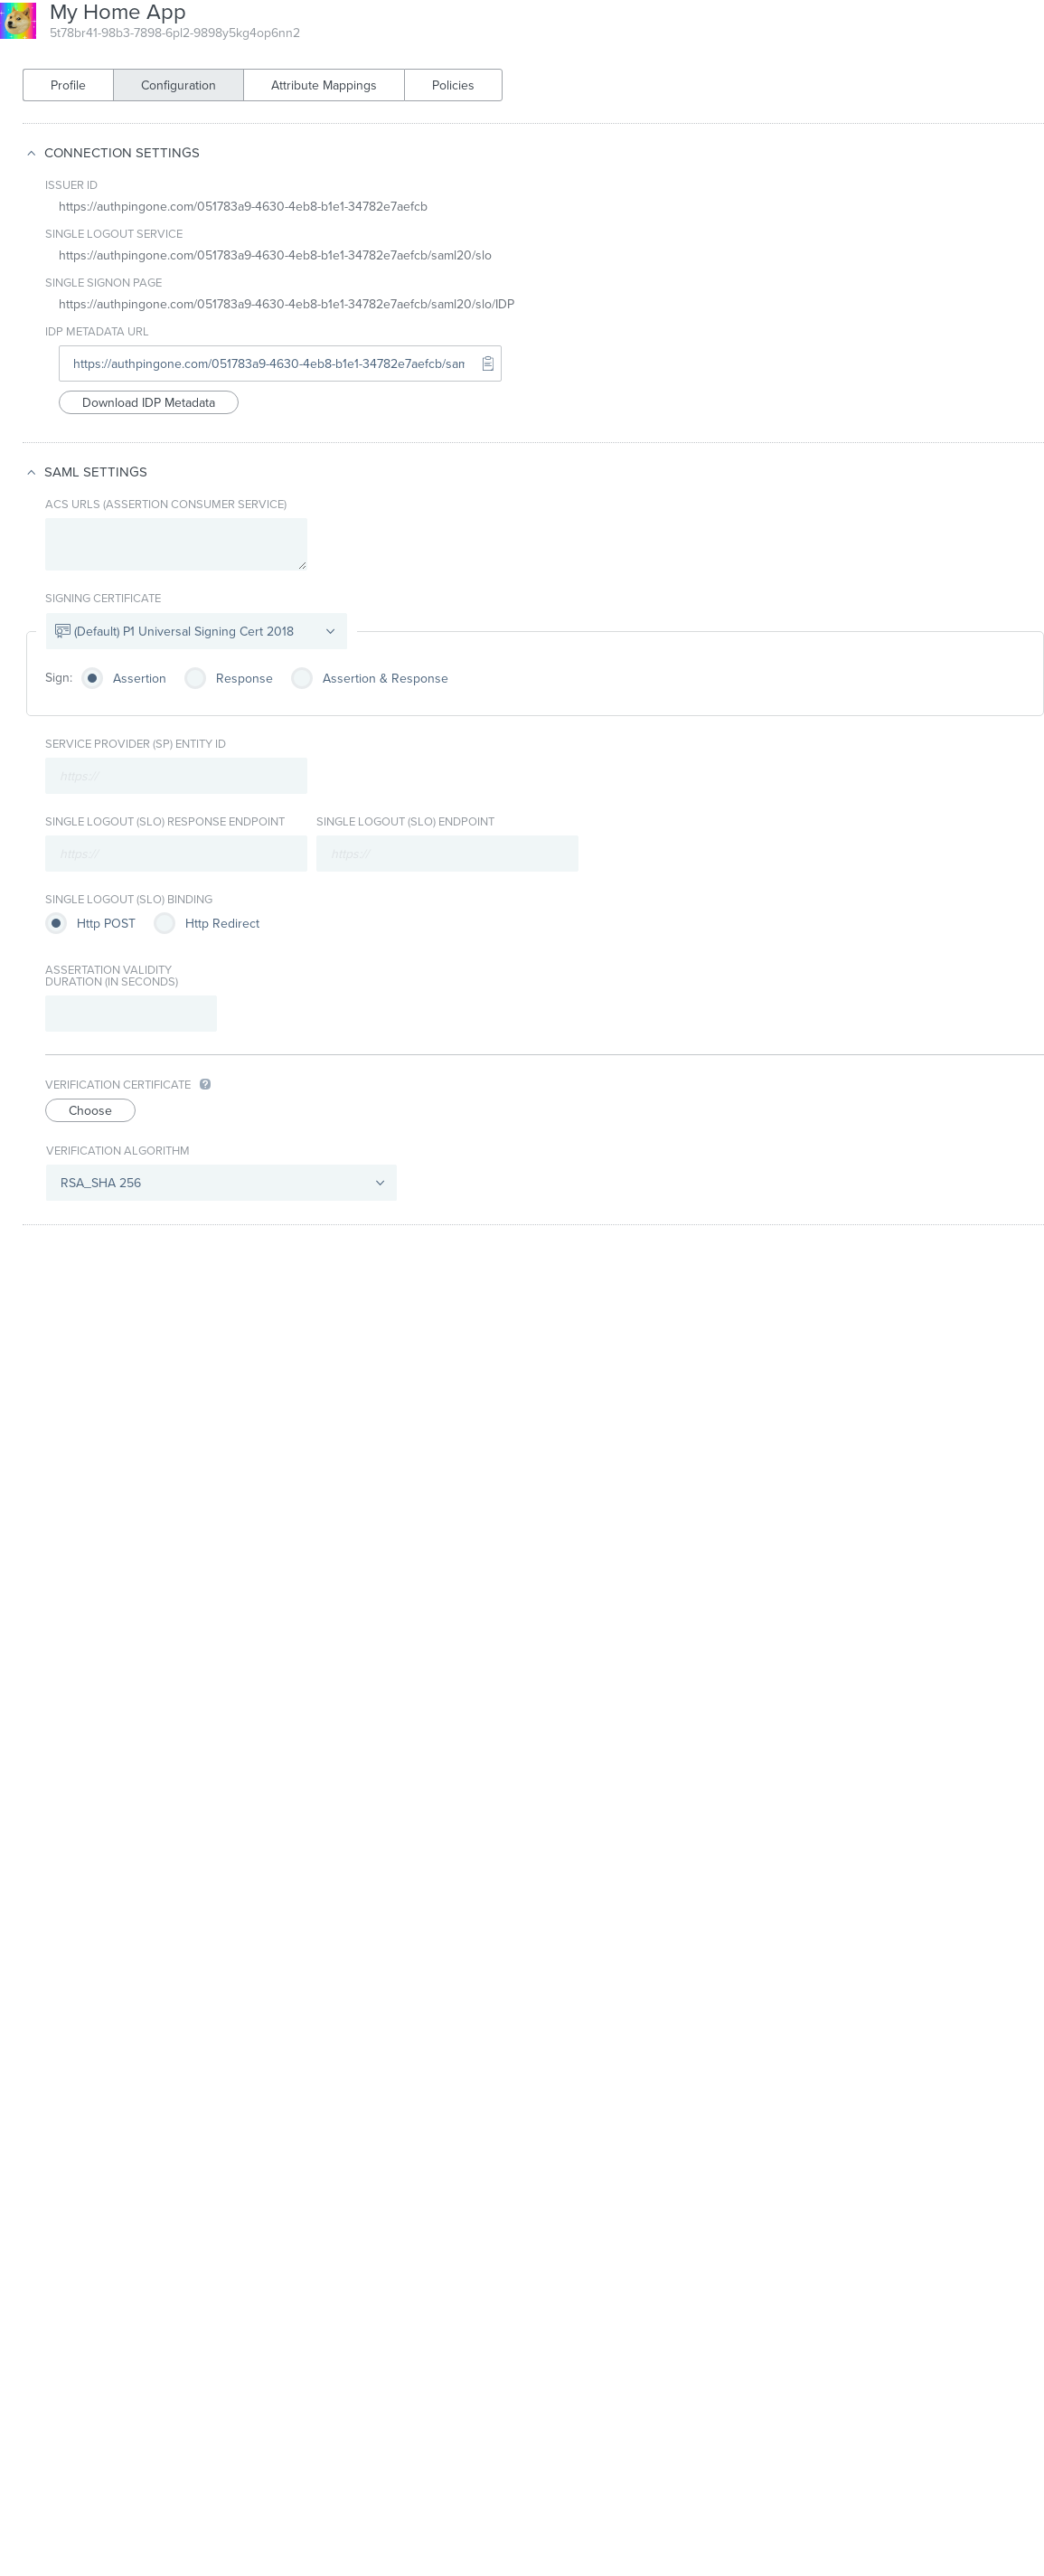 My Home App
5t78br41-98b3-7898-6pl2-9898y5kg4op6nn2
Profile Configuration Attribute Mappings Policies
CONNECTION SETTINGS
ISSUER ID
https://authpingone.com/051783a9-4630-4eb8-b1e1-34782e7aefcb
SINGLE LOGOUT SERVICE
https://authpingone.com/051783a9-4630-4eb8-b1e1-34782e7aefcb/saml20/slo
SINGLE SIGNON PAGE
https://authpingone.com/051783a9-4630-4eb8-b1e1-34782e7aefcb/saml20/slo/IDP
IDP METADATA URL
https://authpingone.com/051783a9-4630-4eb8-b1e1-34782e7aefcb/sam
Download IDP Metadata
SAML SETTINGS
ACS URLS (ASSERTION CONSUMER SERVICE)
SIGNING CERTIFICATE
(Default) P1 Universal Signing Cert 2018
Sign: Assertion Response Assertion & Response
SERVICE PROVIDER (SP) ENTITY ID
https://
SINGLE LOGOUT (SLO) RESPONSE ENDPOINT SINGLE LOGOUT (SLO) ENDPOINT
https:// https://
SINGLE LOGOUT (SLO) BINDING
Http POST Http Redirect
ASSERTATION VALIDITY
DURATION (IN SECONDS)
VERIFICATION CERTIFICATE ?
Choose
VERIFICATION ALGORITHM
RSA_SHA 256